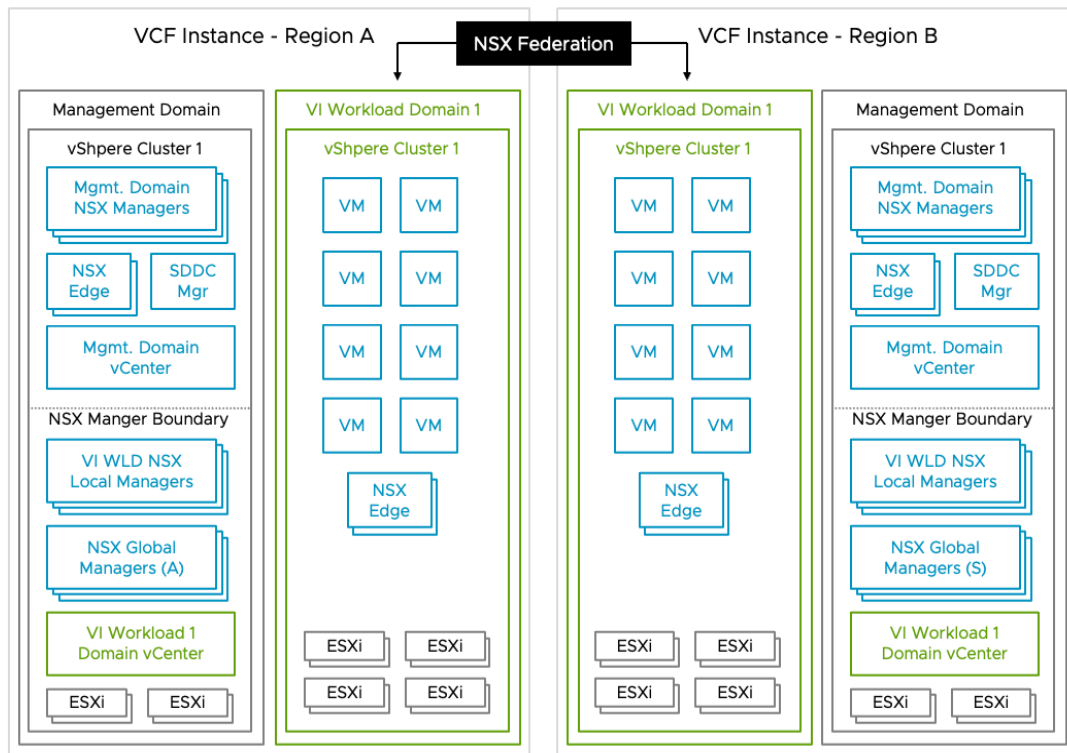 VCF Instance - Region A
NSX Federation
VCF Instance - Region B
Management Domain
vShpere Cluster 1
Mgmt. Domain
NSX Managers
NSX
Edge
SDDC
Mgr
Mgmt. Domain
vCenter
NSX Manger Boundary
VI WLD NSX
Local Managers
NSX Global
Managers (A)
VI Workload 1
Domain vCenter
ESXi
ESXi
VI Workload Domain 1
vShpere Cluster 1
VM
VM
VM
VM
VM
VM
VM
VM
NSX
Edge
ESXi
ESXi
ESXi
ESXi
VI Workload Domain 1
vShpere Cluster 1
VM
VM
VM
VM
VM
VM
VM
VM
NSX
Edge
ESXi
ESXi
ESXi
ESXi
Management Domain
vShpere Cluster 1
Mgmt. Domain
NSX Managers
NSX
Edge
SDDC
Mgr
Mgmt. Domain
vCenter
NSX Manger Boundary
VI WLD NSX
Local Managers
NSX Global
Managers (S)
VI Workload 1
Domain vCenter
ESXi
ESXi